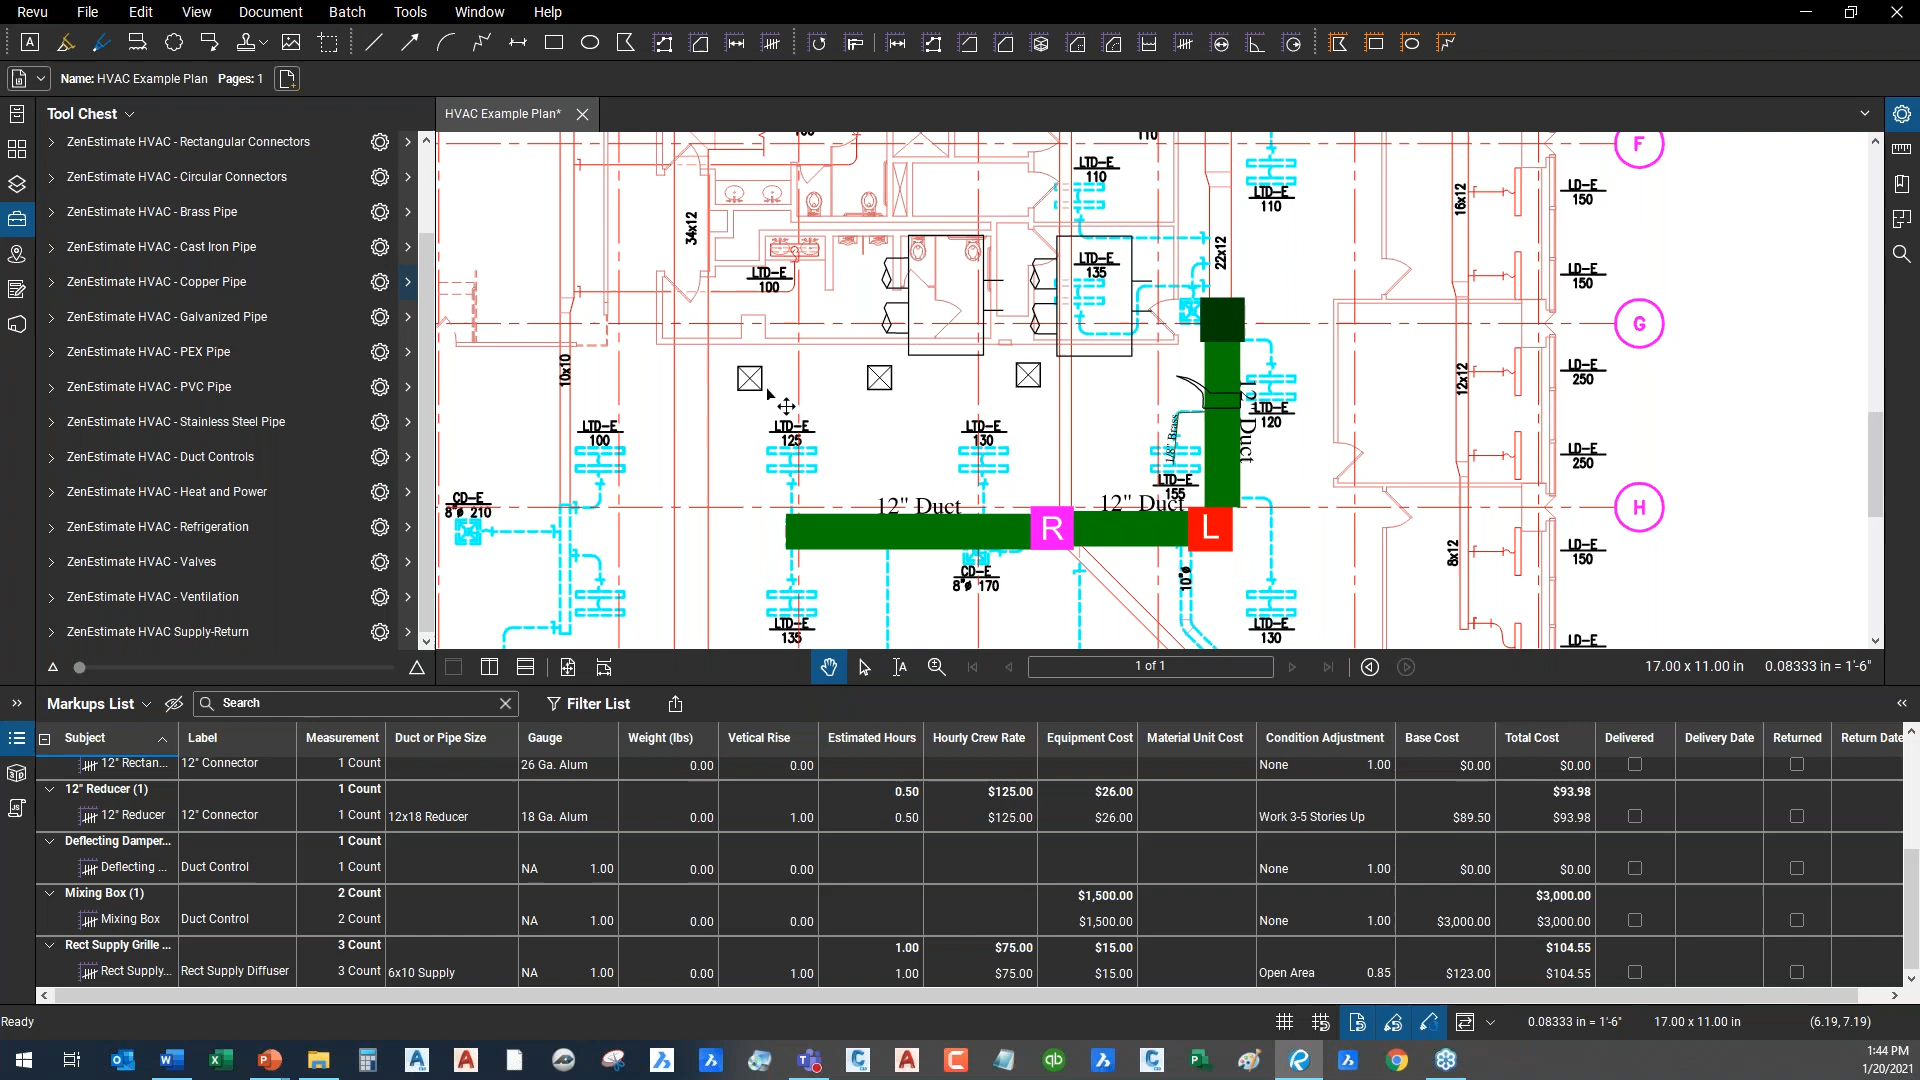 Revu File Edit View Document Batch Tools Window Help
Name: HVAC Example Plan Pages: 1
Tool Chest
HVAC Example Plan*
ZenEstimate HVAC - Rectangular Connectors
ZenEstimate HVAC - Circular Connectors
ZenEstimate HVAC - Brass Pipe
ZenEstimate HVAC - Cast Iron Pipe
ZenEstimate HVAC - Copper Pipe
ZenEstimate HVAC - Galvanized Pipe
ZenEstimate HVAC - PEX Pipe
ZenEstimate HVAC - PVC Pipe
ZenEstimate HVAC - Stainless Steel Pipe
ZenEstimate HVAC - Duct Controls
ZenEstimate HVAC - Heat and Power
ZenEstimate HVAC - Refrigeration
ZenEstimate HVAC - Valves
ZenEstimate HVAC - Ventilation
ZenEstimate HVAC Supply-Return
110
F
LTD-E
110
LTD-E
110
16x12
LD-E
150
34x12
22x12
LTD-E
100
LTD-E
135
LD-E
150
G
10x10
12x12
LD-E
250
12" Duct
LTD-E
120
LTD-E
100
LTD-E
125
LTD-E
130
1/8" Brass
LD-E
250
LTD-E
155
CD-E
8"ø 210
12" Duct
12" Duct
H
R
L
8x12
LD-E
150
CD-E
8"ø 170
10"ø
LTD-E
135
LTD-E
130
LD-E
1 of 1
17.00 x 11.00 in 0.08333 in = 1'-6"
Markups List Search Filter List
Subject Label Measurement Duct or Pipe Size Gauge Weight (lbs) Vetical Rise Estimated Hours Hourly Crew Rate Equipment Cost Material Unit Cost Condition Adjustment Base Cost Total Cost Delivered Delivery Date Returned Return Date
12" Rectan... 12" Connector 1 Count 26 Ga. Alum 0.00 0.00 None 1.00 $0.00 $0.00
12" Reducer (1) 1 Count 0.50 $125.00 $26.00 $93.98
12" Reducer 12" Connector 1 Count 12x18 Reducer 18 Ga. Alum 0.00 1.00 0.50 $125.00 $26.00 Work 3-5 Stories Up $89.50 $93.98
Deflecting Damper... 1 Count
Deflecting ... Duct Control 1 Count NA 1.00 0.00 0.00 None 1.00 $0.00 $0.00
Mixing Box (1) 2 Count $1,500.00 $3,000.00
Mixing Box Duct Control 2 Count NA 1.00 0.00 0.00 $1,500.00 None 1.00 $3,000.00 $3,000.00
Rect Supply Grille ... 3 Count 1.00 $75.00 $15.00 $104.55
Rect Supply... Rect Supply Diffuser 3 Count 6x10 Supply NA 1.00 0.00 1.00 1.00 $75.00 $15.00 Open Area 0.85 $123.00 $104.55
Ready 0.08333 in = 1'-6" 17.00 x 11.00 in (6.19, 7.19)
1:44 PM
1/20/2021